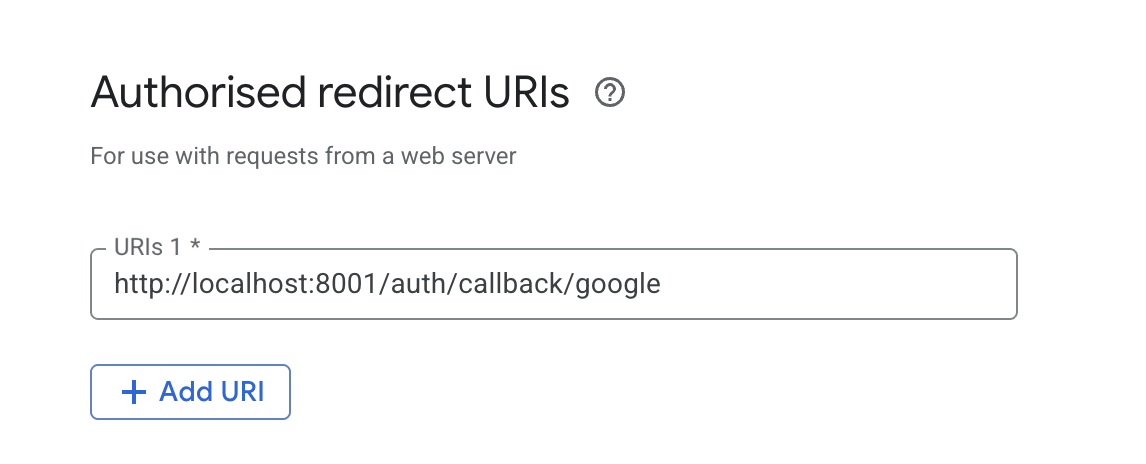 Authorised redirect URIs
For use with requests from a web server
URIs 1 *
http://localhost:8001/auth/callback/google
+ Add URI